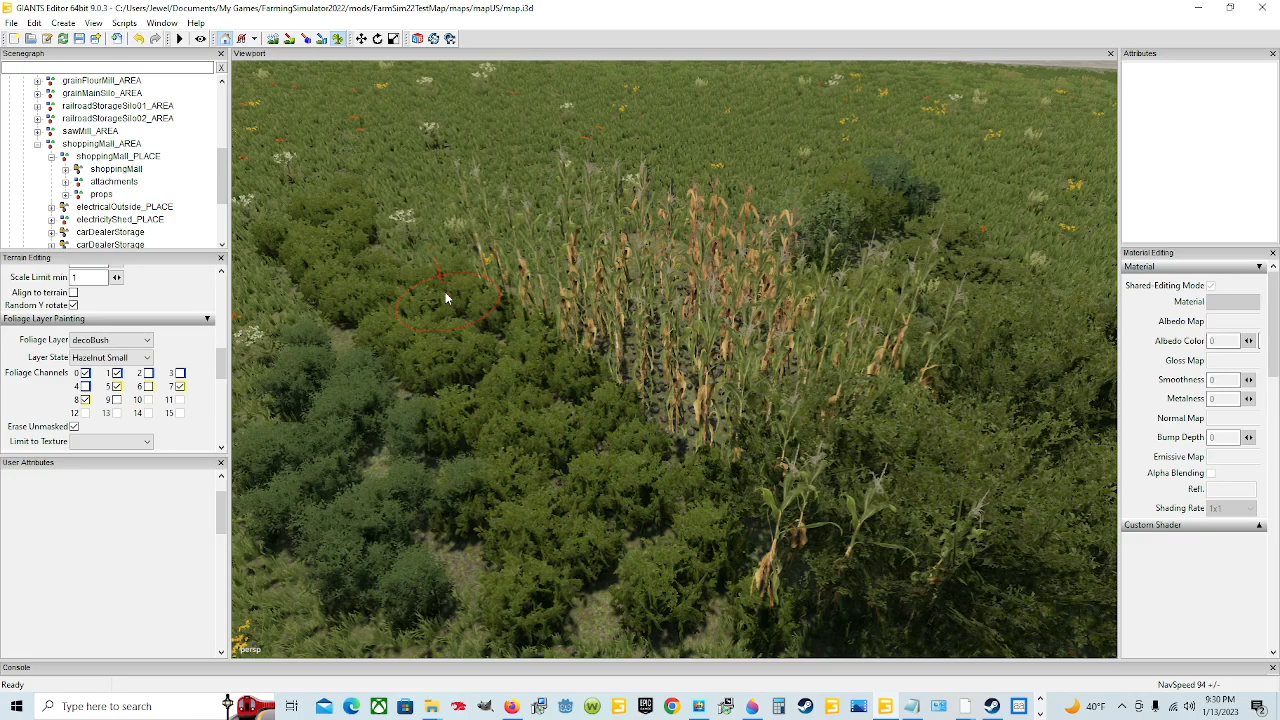 GIANTS Editor 64bit 9.0.3 - C:/Users/Jewel/Documents/My Games/FarmingSimulator2022/mods/FarmSim22TestMap/maps/mapUS/map.i3d
File Edit Create View Scripts Window Help
Scenegraph
x
grainFlourMill_AREA
grainMainSilo_AREA
railroadStorageSilo01_AREA
railroadStorageSilo02_AREA
sawMill_AREA
shoppingMall_AREA
shoppingMall_PLACE
shoppingMall
attachments
props
electricalOutside_PLACE
electricityShed_PLACE
carDealerStorage
carDealerStorage
Terrain Editing
Scale Limit min 1
Align to terrain
Random Y rotate
Foliage Layer Painting
Foliage Layer decoBush
Layer State Hazelnut Small
Foliage Channels 0 1 2 3
4 5 6 7
8 9 10 11
12 13 14 15
Erase Unmasked
Limit to Texture
User Attributes
Viewport
persp
Attributes
Material Editing
Material
Shared-Editing Mode
Material
Albedo Map
Albedo Color 0
Gloss Map
Smoothness 0
Metalness 0
Normal Map
Bump Depth 0
Emissive Map
Alpha Blending
Refl.
Shading Rate 1x1
Custom Shader
Console
Ready
NavSpeed 94 +/-
Type here to search
40°F
9:30 PM
1/13/2023
2